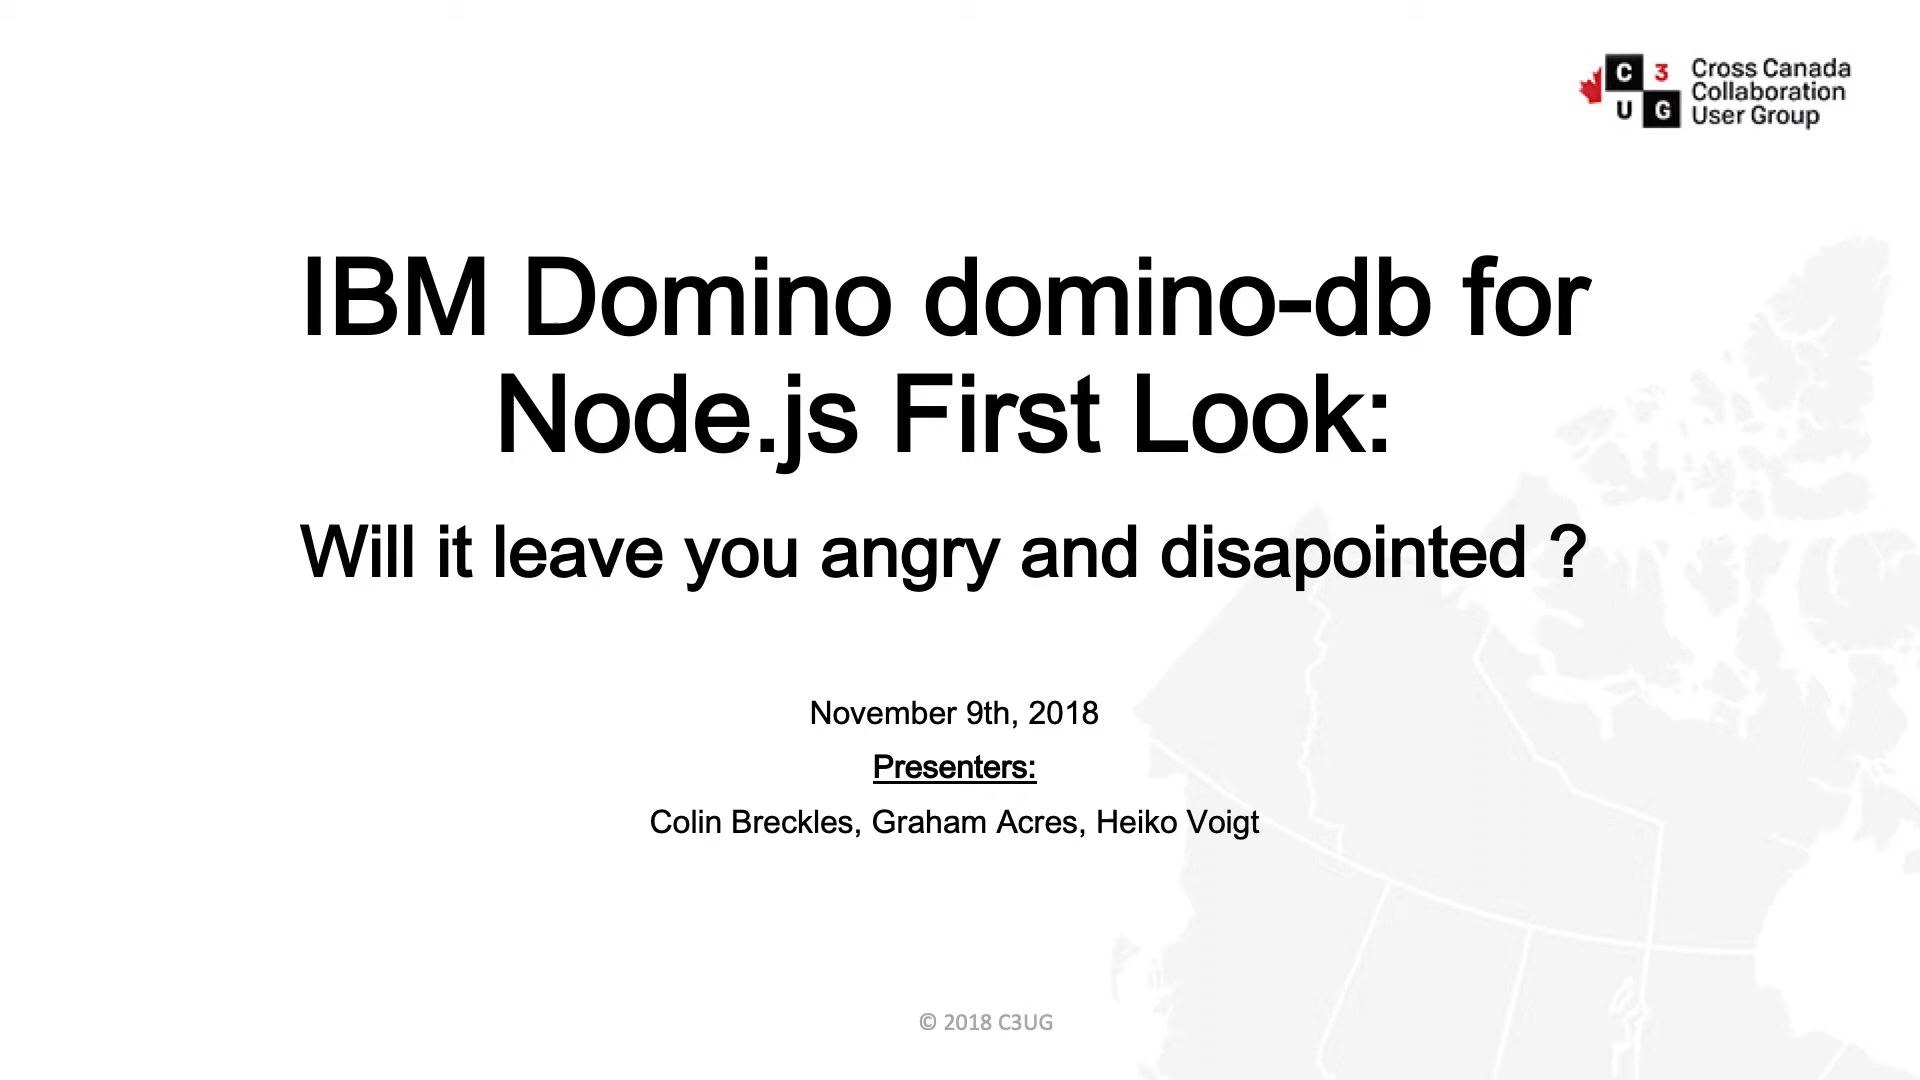 C 3 Cross Canada
Collaboration
U G User Group
IBM Domino domino-db for
Node.js First Look:
Will it leave you angry and disapointed ?
November 9th, 2018
Presenters:
Colin Breckles, Graham Acres, Heiko Voigt
© 2018 C3UG